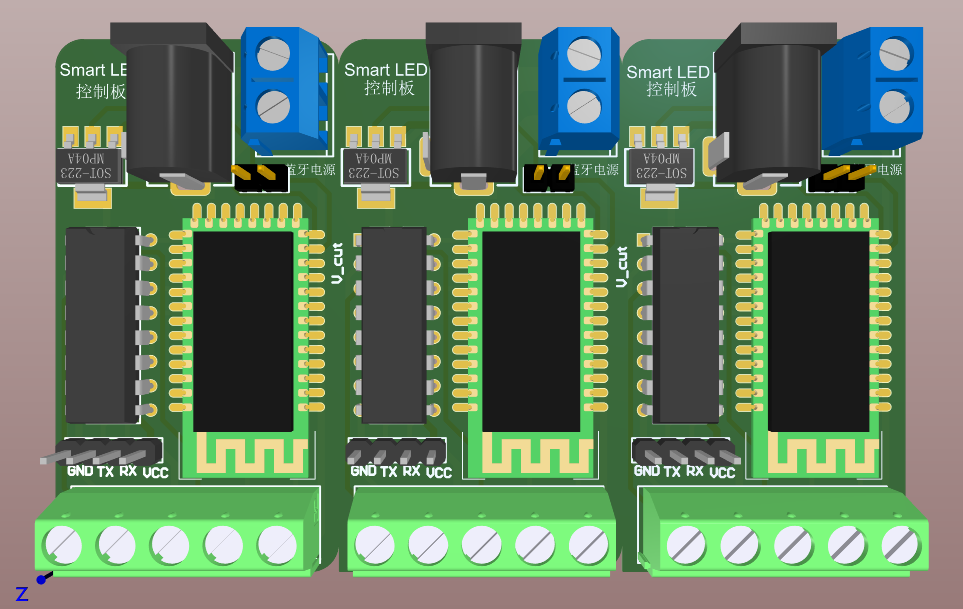 Smart LE
控制板
SOT-223
MP04A
蓝牙电源
V_cut
GND TX RX VCC
Smart LED
控制板
SOT-223
MP04A
蓝牙电源
V_cut
GND TX RX VCC
Smart LED
控制板
SOT-223
MP04A
电源
GND TX RX VCC
Z